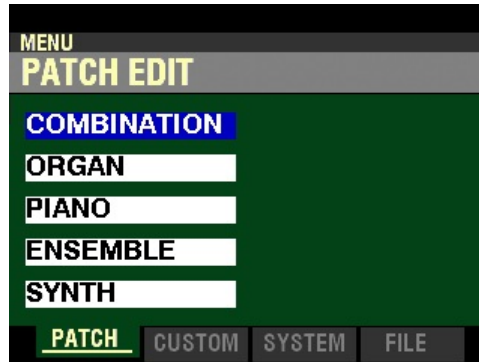 MENU
PATCH EDIT
COMBINATION
ORGAN
PIANO
ENSEMBLE
SYNTH
PATCH CUSTOM SYSTEM FILE